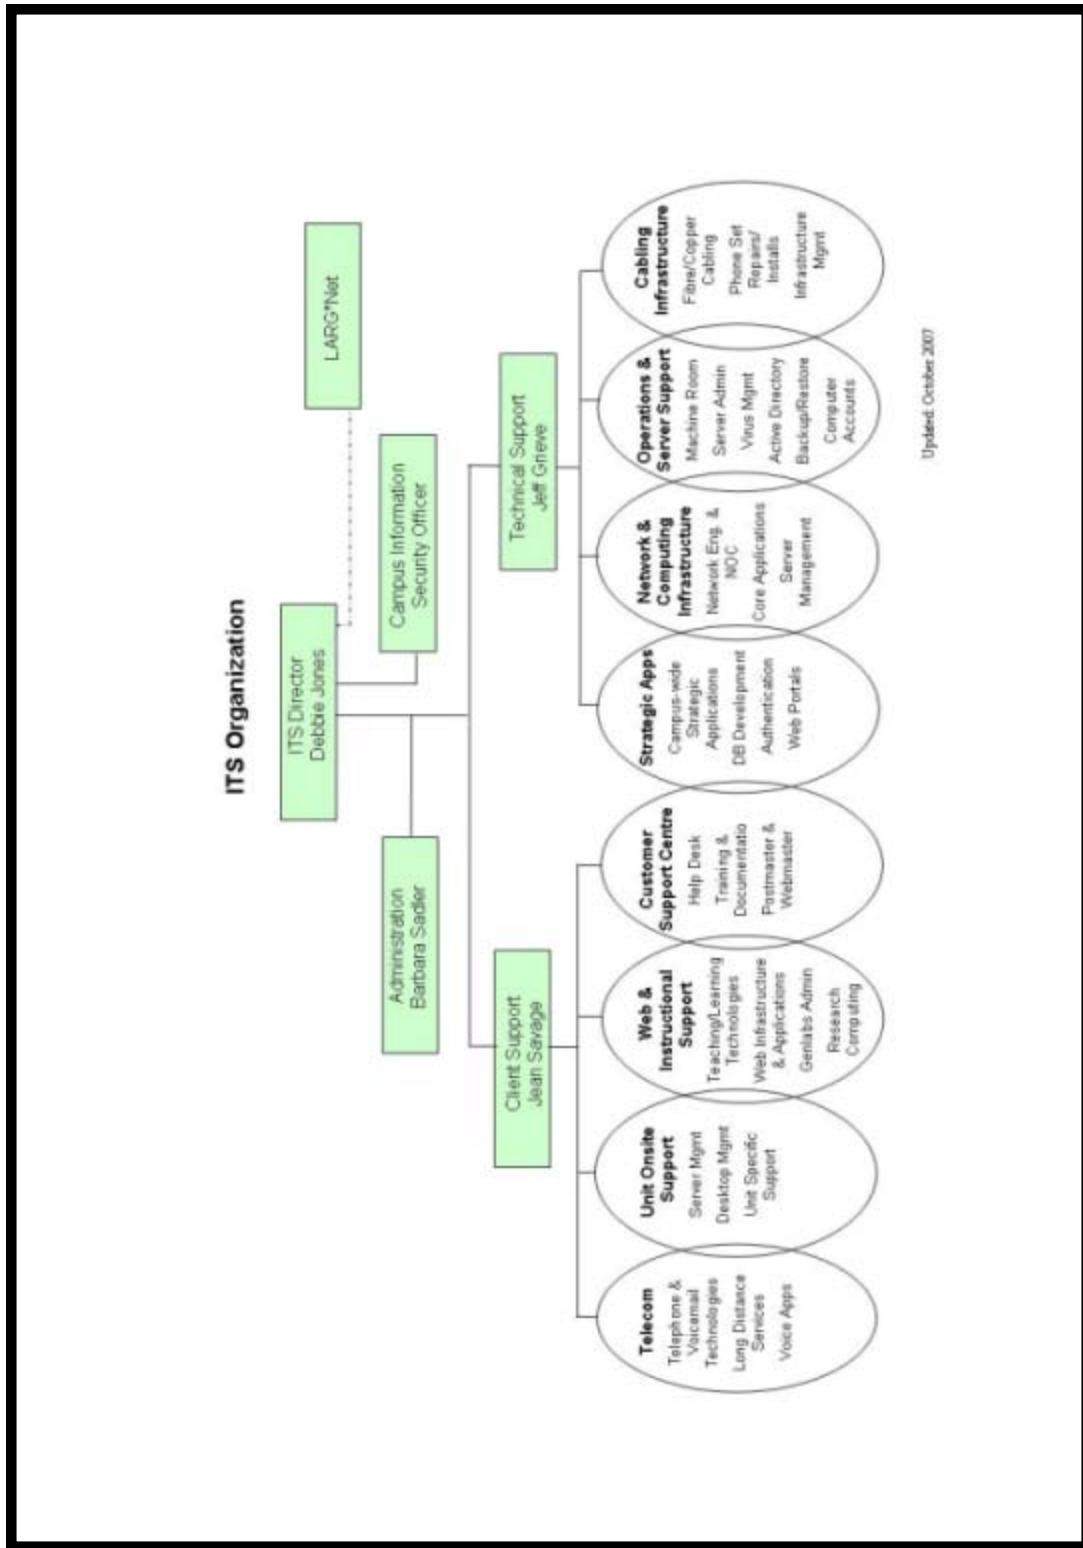 ITS Organization
ITS Director
Debbie Jones
LARG*Net
Campus Information
Security Officer
Administration
Barbara Sadler
Client Support
Jean Savage
Technical Support
Jeff Grieve
Telecom
Telephone &
Voicemail
Technologies
Long Distance
Services
Voice Apps
Unit Onsite
Support
Server Mgmt
Desktop Mgmt
Unit Specific
Support
Web &
Instructional
Support
Teaching/Learning
Technologies
Web Infrastructure
& Applications
Genlabs Admin
Research
Computing
Customer
Support Centre
Help Desk
Training &
Documentatio
Postmaster &
Webmaster
Strategic Apps
Campus-wide
Strategic
Applications
DB Development
Authentication
Web Portals
Network &
Computing
Infrastructure
Network Eng. &
NOC
Core Applications
Server
Management
Operations &
Server Support
Machine Room
Server Admin
Virus Mgmt
Active Directory
Backup/Restore
Computer
Accounts
Cabling
Infrastructure
Fibre/Copper
Cabling
Phone Set
Repairs/
Installs
Infrastructure
Mgmt
Updated: October 2007